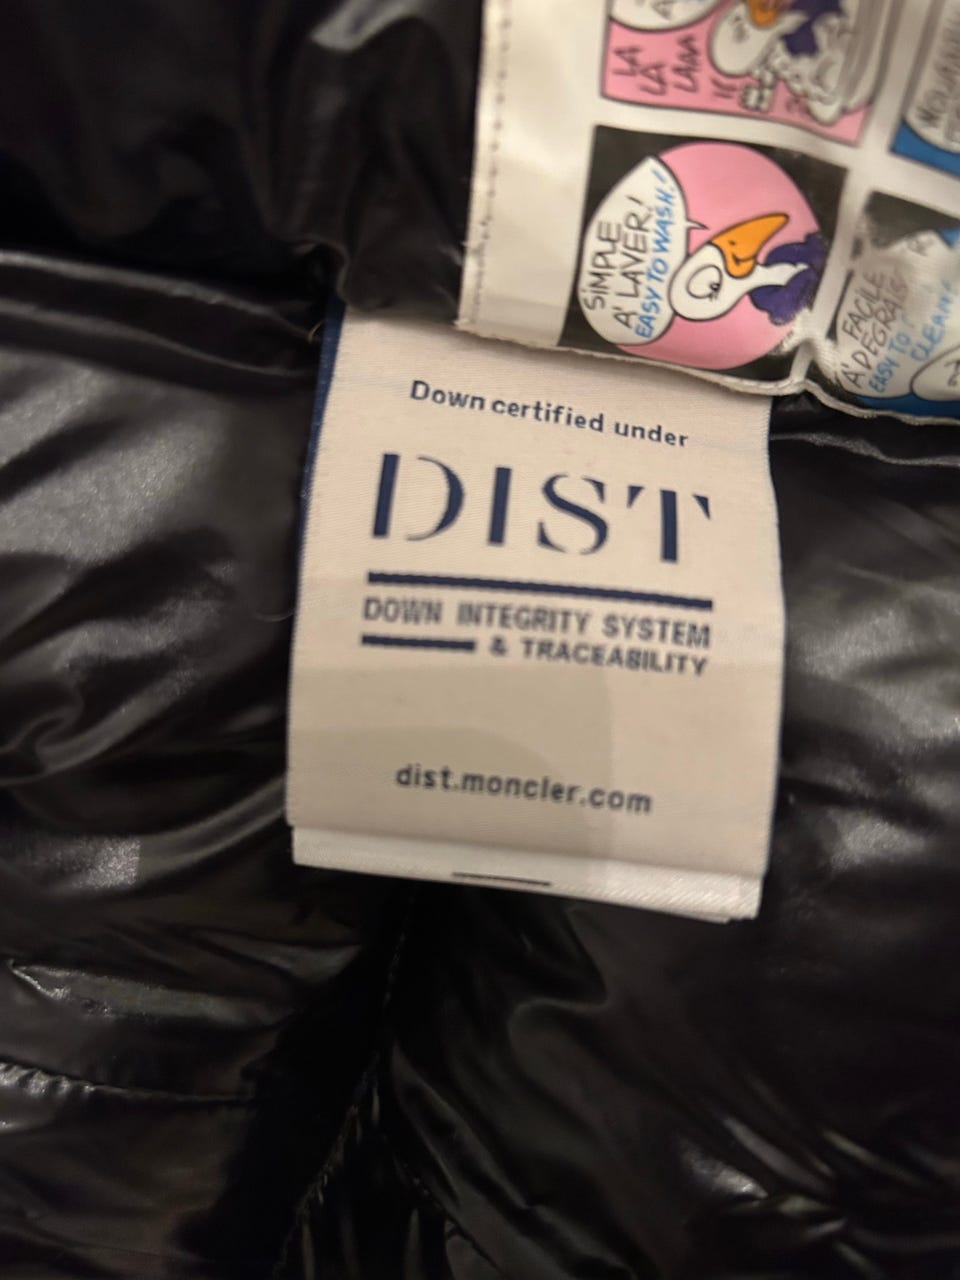 LA
LA
LAAA
SIMPLE
A' LAVER!
EASY TO WASH!
FACILE
EASY TO
CLEAN
Down certified under
DIST
DOWN INTEGRITY SYSTEM
& TRACEABILITY
dist.moncler.com